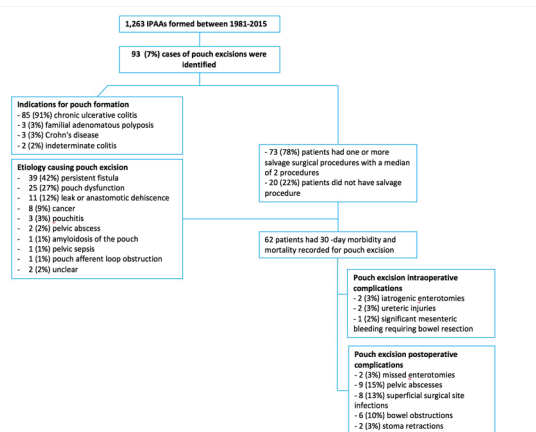 1,263 IPAAs formed between 1981-2015
93 (7%) cases of pouch excisions were
identified
Indications for pouch formation
- 85 (91%) chronic ulcerative colitis
- 3 (3%) familial adenomatous polyposis
- 3 (3%) Crohn's disease
- 2 (2%) indeterminate colitis
Etiology causing pouch excision
- 39 (42%) persistent fistula
- 25 (27%) pouch dysfunction
- 11 (12%) leak or anastomotic dehiscence
- 8 (9%) cancer
- 3 (3%) pouchitis
- 2 (2%) pelvic abscess
- 1 (1%) amyloidosis of the pouch
- 1 (1%) pelvic sepsis
- 1 (1%) pouch afferent loop obstruction
- 2 (2%) unclear
- 73 (78%) patients had one or more
salvage surgical procedures with a median
of 2 procedures
- 20 (22%) patients did not have salvage
procedure
62 patients had 30 -day morbidity and
mortality recorded for pouch excision
Pouch excision intraoperative
complications
- 2 (3%) iatrogenic enterotomies
- 2 (3%) ureteric injuries
- 1 (2%) significant mesenteric
bleeding requiring bowel resection
Pouch excision postoperative
complications
- 2 (3%) missed enterotomies
- 9 (15%) pelvic abscesses
- 8 (13%) superficial surgical site
infections
- 6 (10%) bowel obstructions
- 2 (3%) stoma retractions